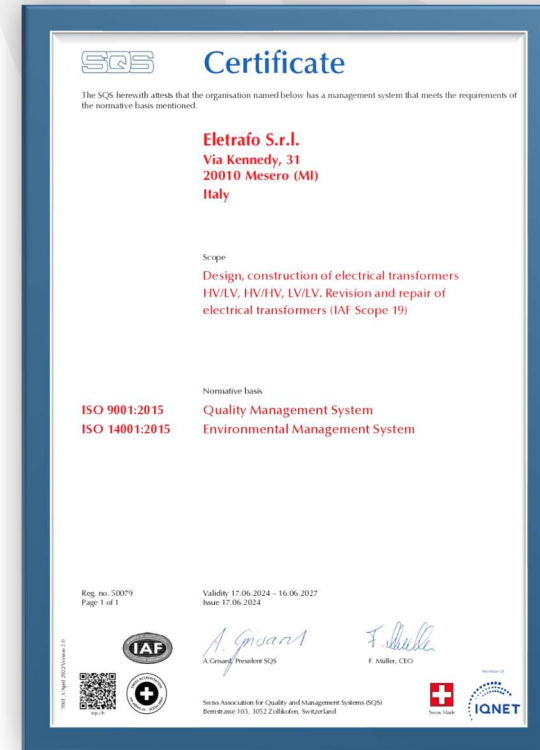 SQS
Certificate
The SQS herewith attests that the organisation named below has a management system that meets the requirements of
the normative basis mentioned.
Eletrafo S.r.l.
Via Kennedy, 31
20010 Mesero (MI)
Italy
Scope
Design, construction of electrical transformers
HV/LV, HV/HV, LV/LV. Revision and repair of
electrical transformers (IAF Scope 19)
Normative basis
ISO 9001:2015 Quality Management System
ISO 14001:2015 Environmental Management System
Reg. no. 50079 Validity 17.06.2024 – 16.06.2027
Page 1 of 1 Issue 17.06.2024
IAF
A. Grisard, President SQS
F. Müller, CEO
sqs.ch
Swiss Association for Quality and Management Systems (SQS)
Bernstrasse 103, 3052 Zollikofen, Switzerland
Swiss Made
IQNET